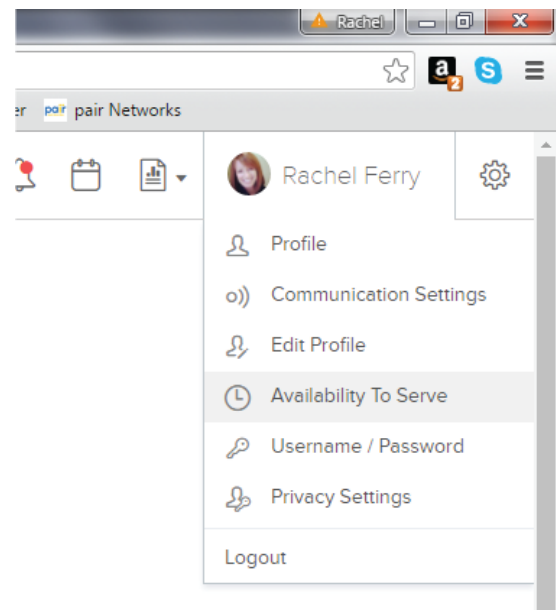 Rachel
a
2
S
er pair pair Networks
Rachel Ferry
Profile
Communication Settings
Edit Profile
Availability To Serve
Username / Password
Privacy Settings
Logout